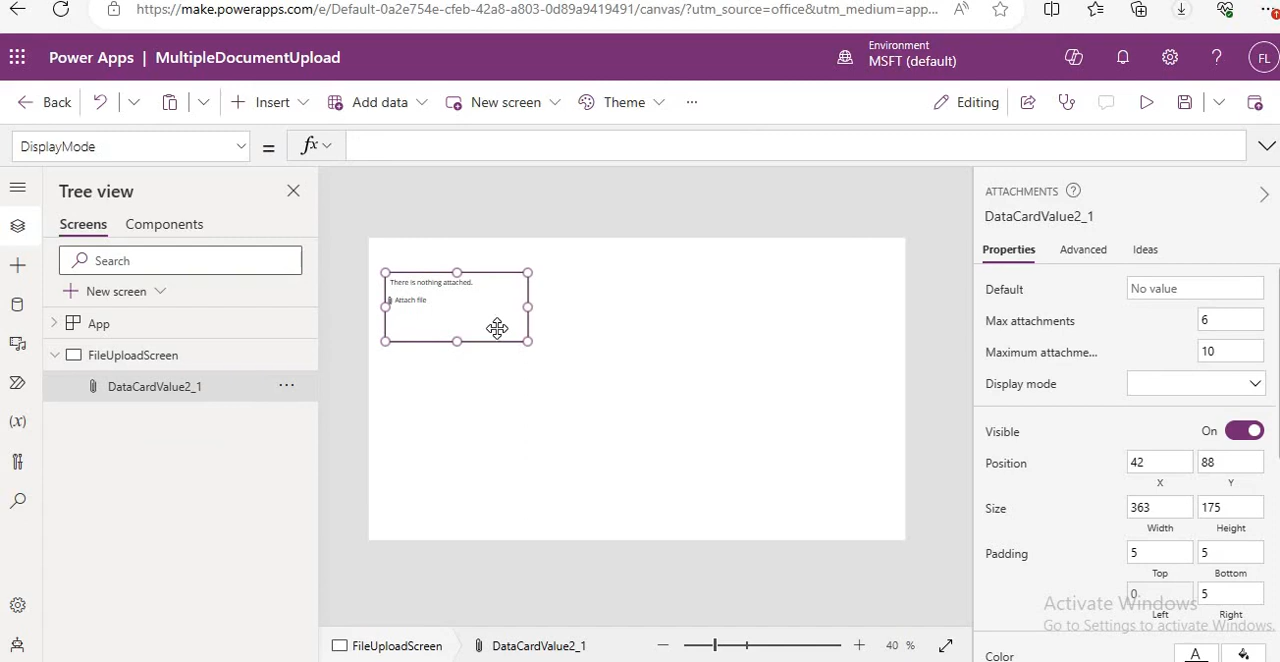 https://make.powerapps.com/e/Default-0a2e754e-cfeb-42a8-a803-0d89a9419491/canvas/?utm_source=office&utm_medium=app...
Power Apps | MultipleDocumentUpload
Environment
MSFT (default)
FL
Back
Insert
Add data
New screen
Theme
...
Editing
DisplayMode
=
fx
Tree view
Screens
Components
Search
New screen
App
FileUploadScreen
DataCardValue2_1
...
There is nothing attached.
Attach file
FileUploadScreen
DataCardValue2_1
40 %
ATTACHMENTS
DataCardValue2_1
Properties
Advanced
Ideas
Default
No value
Max attachments
6
Maximum attachme...
10
Display mode
Visible
On
Position
42
88
X
Y
Size
363
175
Width
Height
Padding
5
5
Top
Bottom
0
5
Left
Right
Activate Windows
Go to Settings to activate Windows.
Color
A